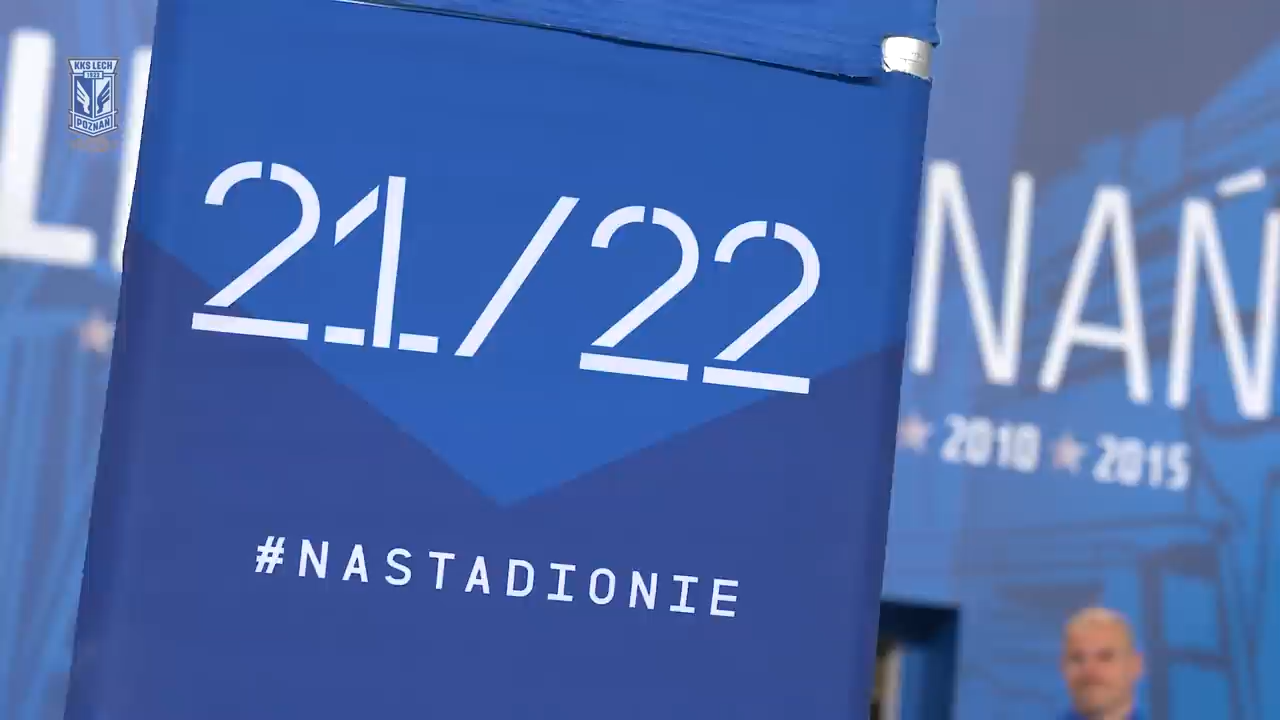 KKS LECH
1922
POZNAŃ
L
21/22
#NASTADIONIE
NAŃ
2010 2015